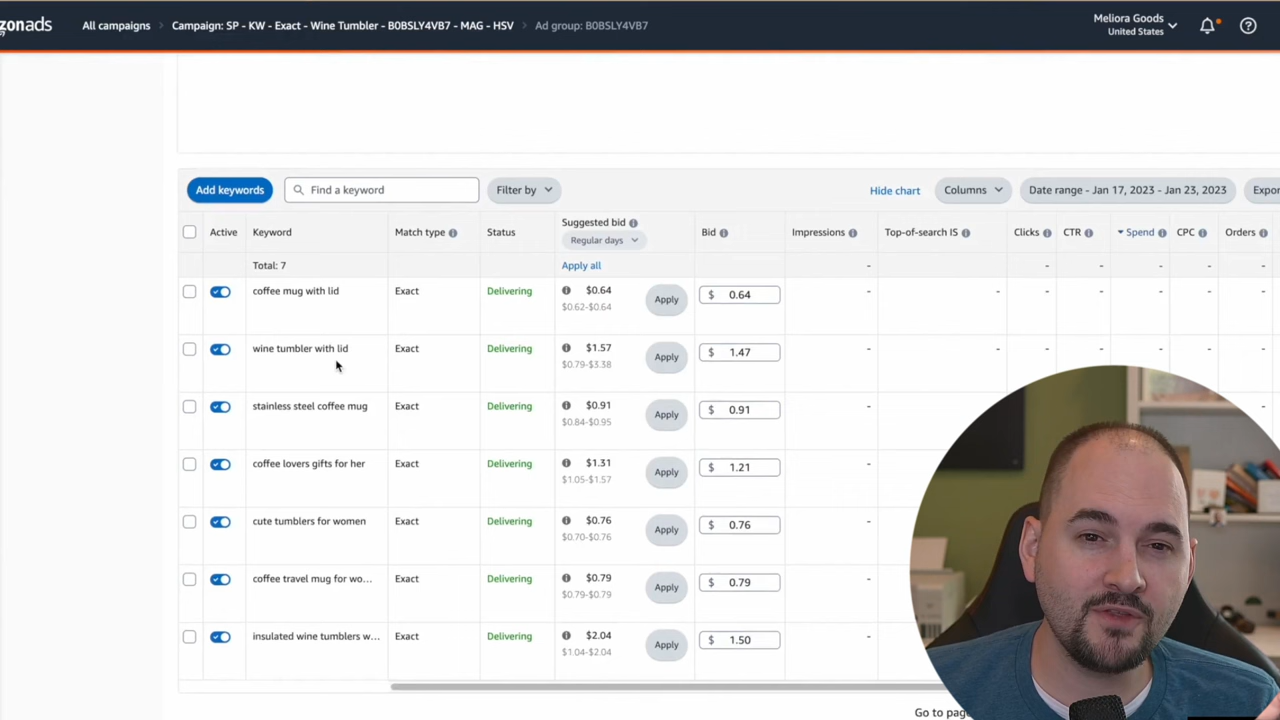 zonads All campaigns > Campaign: SP - KW - Exact - Wine Tumbler - B0BSLY4VB7 - MAG - HSV > Ad group: B0BSLY4VB7
Meliora Goods
United States
Add keywords Find a keyword Filter by Hide chart Columns Date range - Jan 17, 2023 - Jan 23, 2023 Expor
Active Keyword Match type Status Suggested bid Regular days Bid Impressions Top-of-search IS Clicks CTR Spend CPC Orders
Total: 7 Apply all - - - - - - -
coffee mug with lid Exact Delivering $0.64 Apply $ 0.64 - - - - - - -
$0.62-$0.64
wine tumbler with lid Exact Delivering $1.57 Apply $ 1.47 - - - - - - -
$0.79-$3.38
stainless steel coffee mug Exact Delivering $0.91 Apply $ 0.91 - -
$0.84-$0.95
coffee lovers gifts for her Exact Delivering $1.31 Apply $ 1.21 -
$1.05-$1.57
cute tumblers for women Exact Delivering $0.76 Apply $ 0.76 -
$0.70-$0.76
coffee travel mug for wo... Exact Delivering $0.79 Apply $ 0.79 -
$0.79-$0.79
insulated wine tumblers w... Exact Delivering $2.04 Apply $ 1.50 -
$1.04-$2.04
Go to page